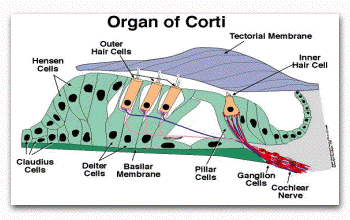 Organ of Corti
Tectorial Membrane
Outer
Hair Cells
Inner
Hair Cell
Hensen
Cells
Claudius
Cells
Deiter
Cells
Basilar
Membrane
Pillar
Cells
Ganglion
Cells
Cochlear
Nerve